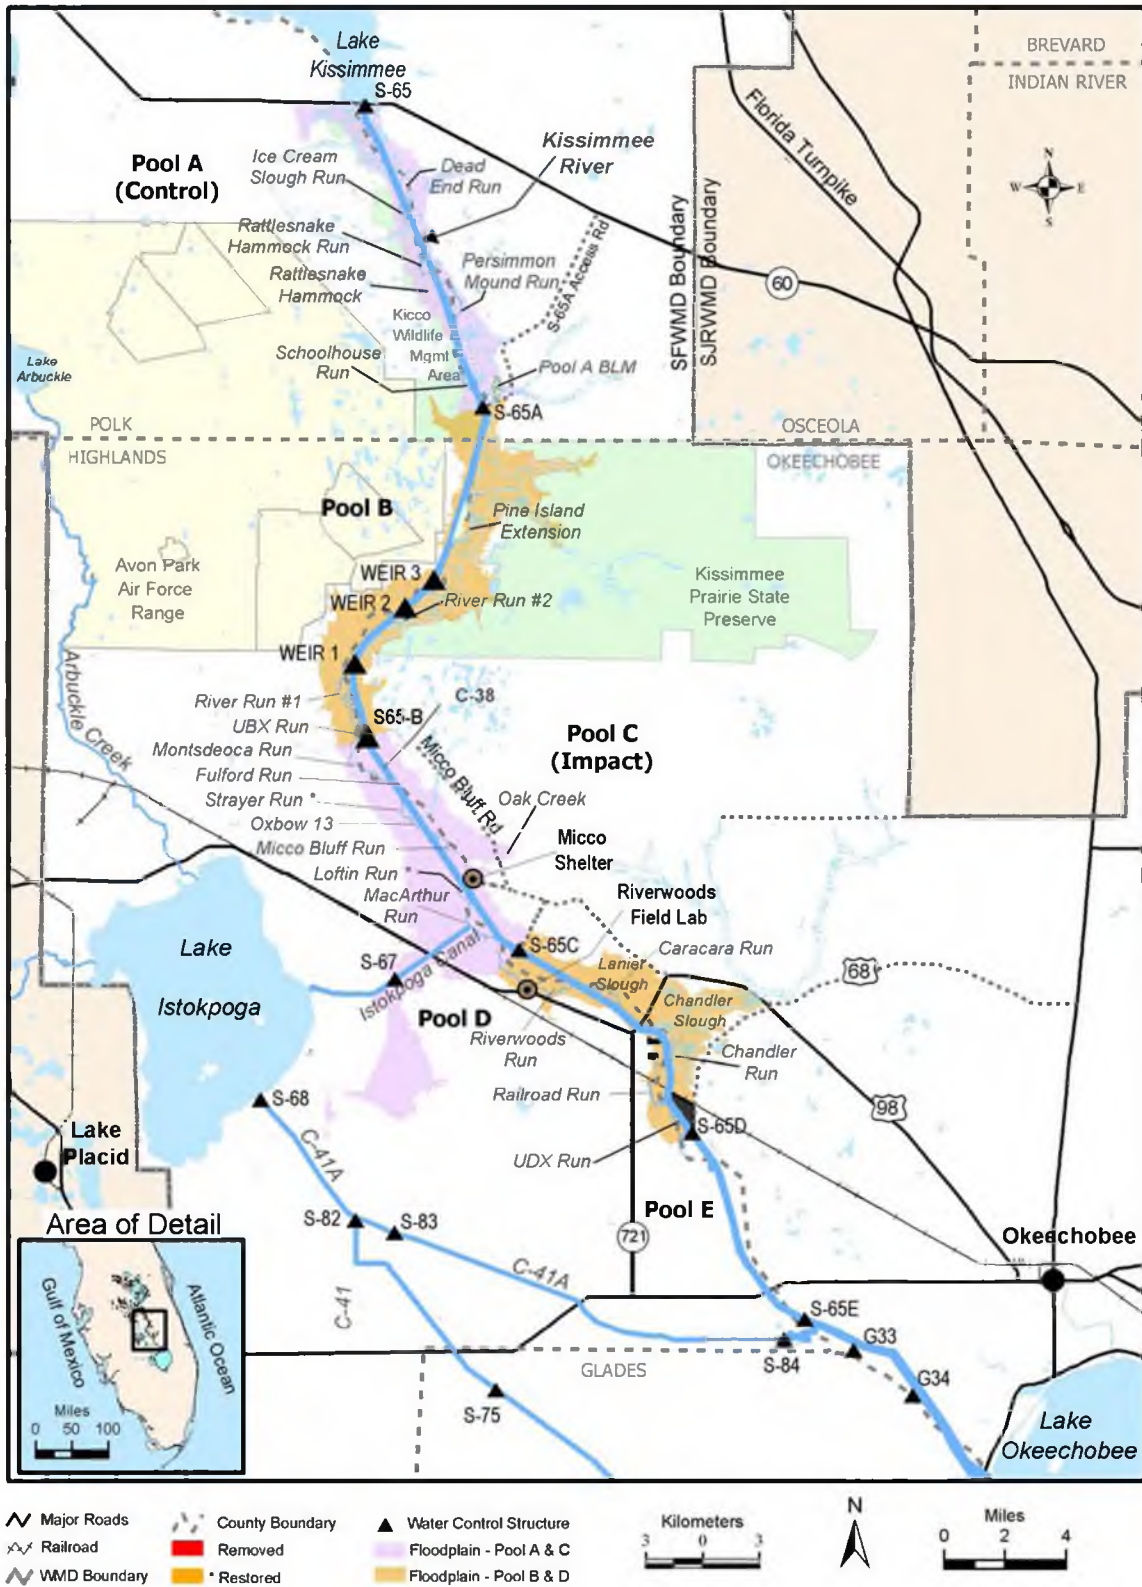 Lake
Kissimmee
S-65
BREVARD
INDIAN RIVER
Florida Turnpike
Pool A
(Control)
Ice Cream
Slough Run
Dead
End Run
Kissimmee
River
N
W
E
S
Rattlesnake
Hammock Run
Rattlesnake
Hammock
Persimmon
Mound Run
S-65A Access Rd
SFWMD Boundary
SJRWMD Boundary
60
Kicco
Wildlife
Mgmt
Area
Schoolhouse
Run
Pool A BLM
Lake
Arbuckle
S-65A
POLK
HIGHLANDS
OSCEOLA
OKEECHOBEE
Pool B
Pine Island
Extension
Avon Park
Air Force
Range
WEIR 3
WEIR 2
River Run #2
Kissimmee
Prairie State
Preserve
WEIR 1
Arbuckle Creek
River Run #1
C-38
S65-B
UBX Run
Montsdeoca Run
Pool C
(Impact)
Fulford Run
Micco Bluff Rd
Strayer Run *
Oak Creek
Oxbow 13
Micco Bluff Run
Micco
Shelter
Loftin Run *
MacArthur
Run
Riverwoods
Field Lab
Lake
Istokpoga
S-67
Istokpoga Canal
S-65C
Caracara Run
Lanier
Slough
68
Pool D
Chandler
Slough
Riverwoods
Run
Chandler
Run
Railroad Run
98
S-68
S-65D
Lake
Placid
C-41A
UDX Run
Pool E
S-82
S-83
721
Okeechobee
Area of Detail
C-41A
C-41
Gulf of Mexico
Atlantic Ocean
Miles
0 50 100
S-65E
G33
S-84
GLADES
G34
S-75
Lake
Okeechobee
Major Roads
County Boundary
Water Control Structure
Railroad
Removed
Floodplain - Pool A & C
WMD Boundary
* Restored
Floodplain - Pool B & D
Kilometers
3 0 3
N
Miles
0 2 4